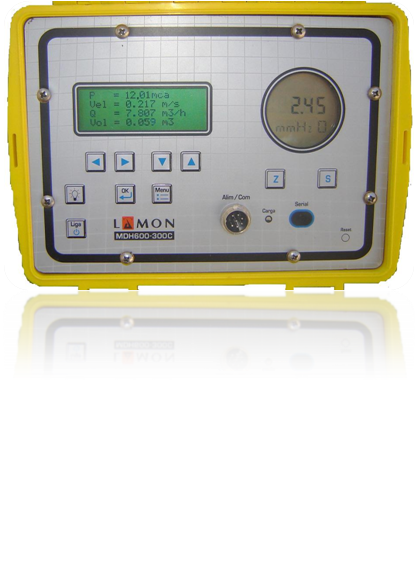 P   = 12,01mca
Vel = 0.217 m/s
Q   = 7.807 m3/h
Vol = 0.059 m3
2.45
mmH2O
Z
S
OK
Menu
Alim / Com
Carga
Serial
Liga
LAMON
MDH600-300C
Reset